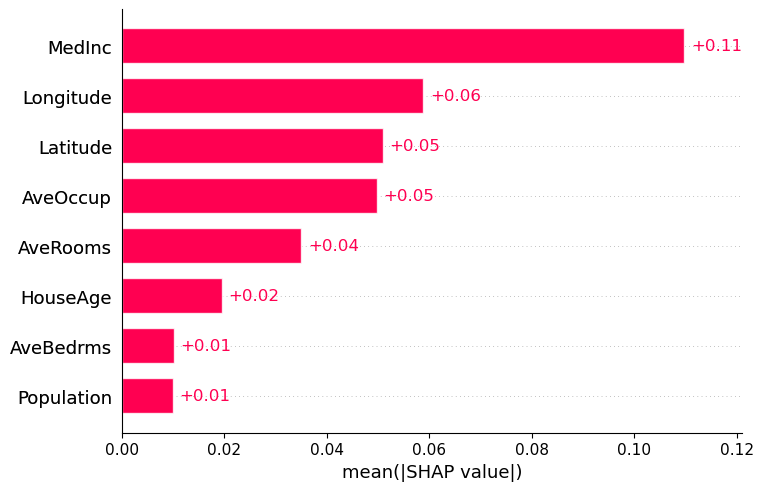 MedInc
+0.11
Longitude
+0.06
Latitude
+0.05
AveOccup
+0.05
AveRooms
+0.04
HouseAge
+0.02
AveBedrms
+0.01
Population
+0.01
0.00 0.02 0.04 0.06 0.08 0.10 0.12
mean(|SHAP value|)